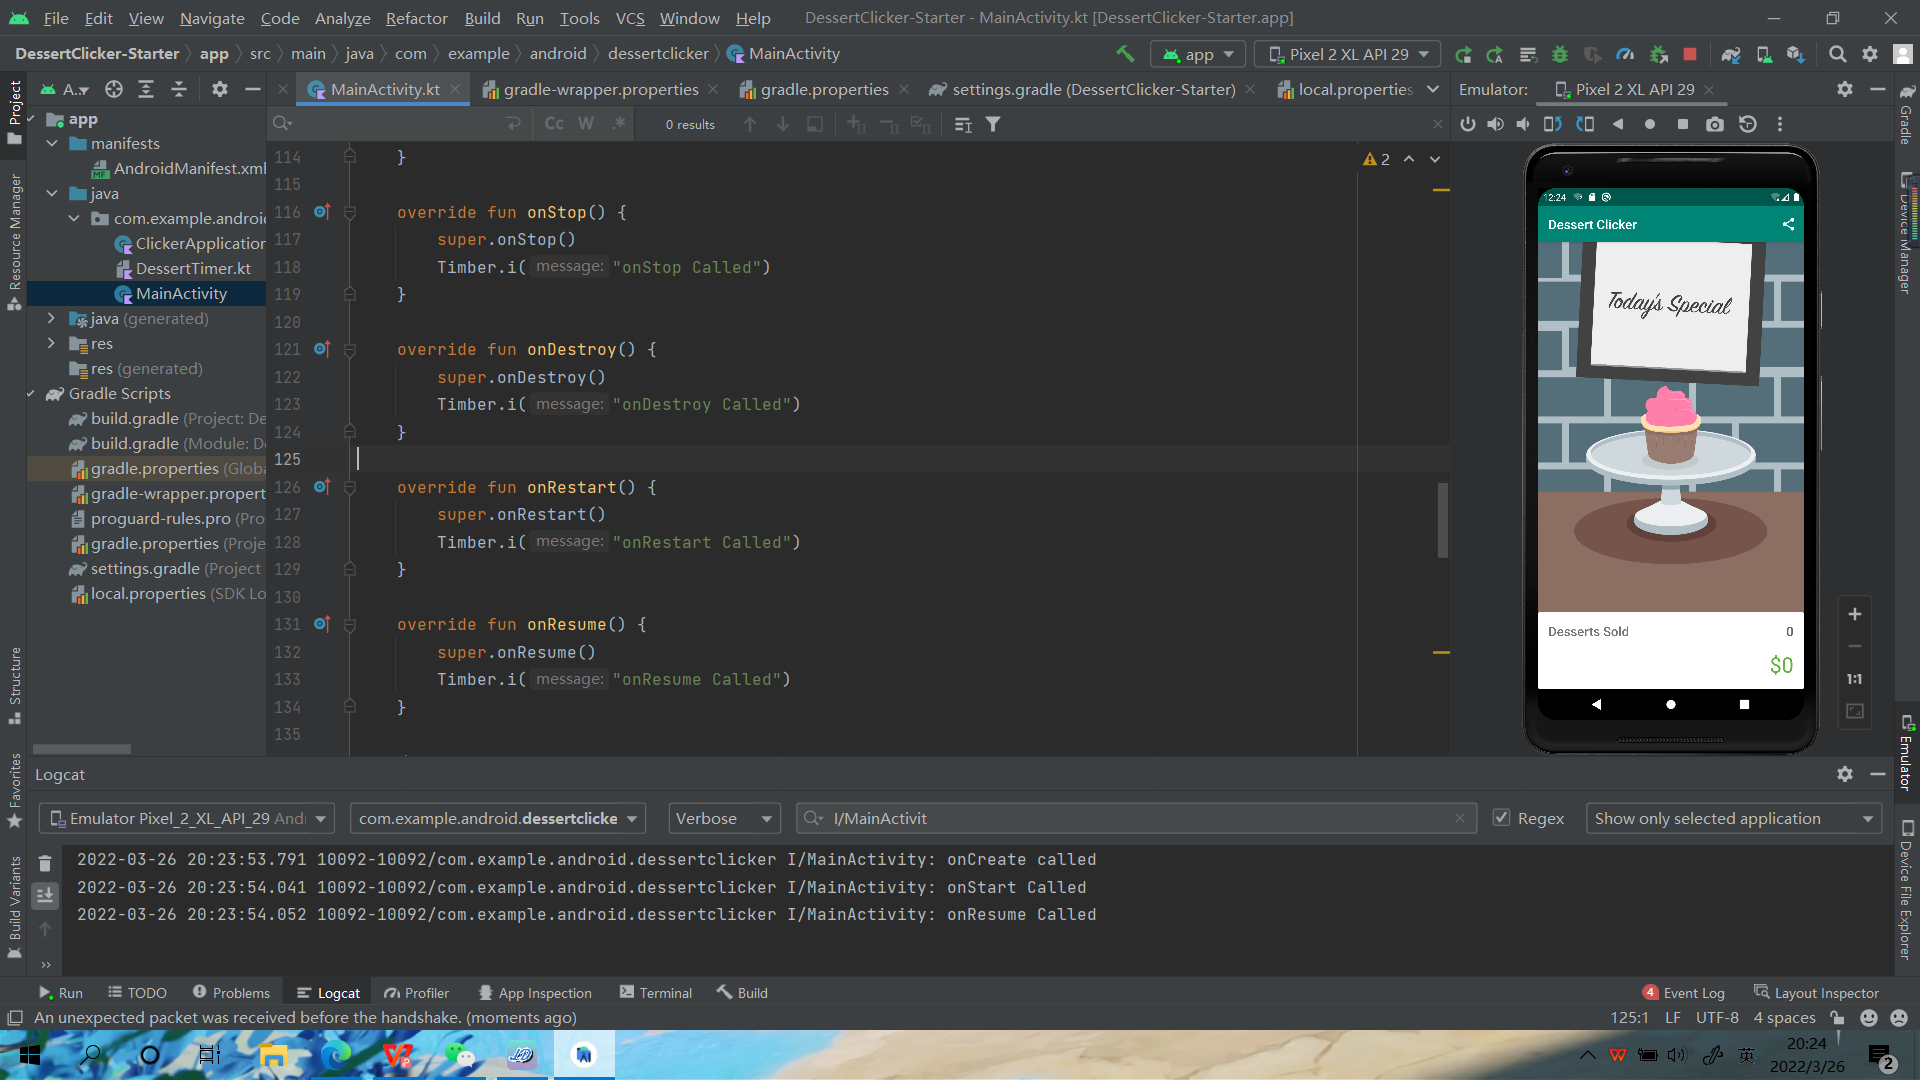 File Edit View Navigate Code Analyze Refactor Build Run Tools VCS Window Help DessertClicker-Starter - MainActivity.kt [DessertClicker-Starter.app]
DessertClicker-Starter app src main java com example android dessertclicker MainActivity app Pixel 2 XL API 29
A.. MainActivity.kt gradle-wrapper.properties gradle.properties settings.gradle (DessertClicker-Starter) local.properties Emulator: Pixel 2 XL API 29
Cc W .* 0 results
Project
Resource Manager
Structure
Favorites
Build Variants
app
manifests
AndroidManifest.xml
java
com.example.android
ClickerApplication
DessertTimer.kt
MainActivity
java (generated)
res
res (generated)
Gradle Scripts
build.gradle (Project: De
build.gradle (Module: De
gradle.properties (Globa
gradle-wrapper.propert
proguard-rules.pro (Pro
gradle.properties (Proje
settings.gradle (Project
local.properties (SDK Lo
2
114 }
115
116 override fun onStop() {
117 super.onStop()
118 Timber.i( message: "onStop Called")
119 }
120
121 override fun onDestroy() {
122 super.onDestroy()
123 Timber.i( message: "onDestroy Called")
124 }
125
126 override fun onRestart() {
127 super.onRestart()
128 Timber.i( message: "onRestart Called")
129 }
130
131 override fun onResume() {
132 super.onResume()
133 Timber.i( message: "onResume Called")
134 }
135
12:24
Dessert Clicker
Today's Special
Desserts Sold 0
$0
1:1
Gradle
Device Manager
Emulator
Device File Explorer
Logcat
Emulator Pixel_2_XL_API_29 And com.example.android.dessertclicke Verbose I/MainActivit Regex Show only selected application
2022-03-26 20:23:53.791 10092-10092/com.example.android.dessertclicker I/MainActivity: onCreate called
2022-03-26 20:23:54.041 10092-10092/com.example.android.dessertclicker I/MainActivity: onStart Called
2022-03-26 20:23:54.052 10092-10092/com.example.android.dessertclicker I/MainActivity: onResume Called
Run TODO Problems Logcat Profiler App Inspection Terminal Build 4 Event Log Layout Inspector
An unexpected packet was received before the handshake. (moments ago) 125:1 LF UTF-8 4 spaces
英 20:24
2022/3/26 2